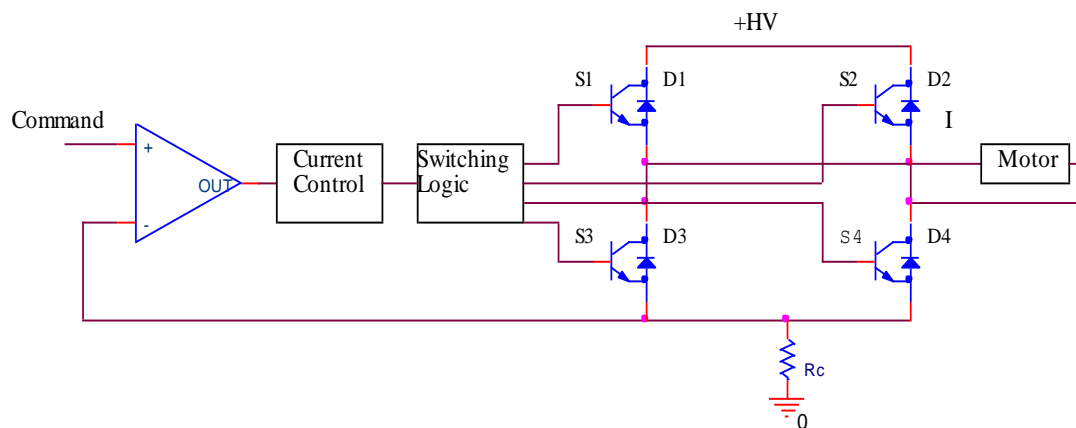 +HV
S1 D1 S2 D2
Command
I
+
Current Control
Switching Logic
Motor
OUT
-
S3 D3 S4 D4
Rc
0